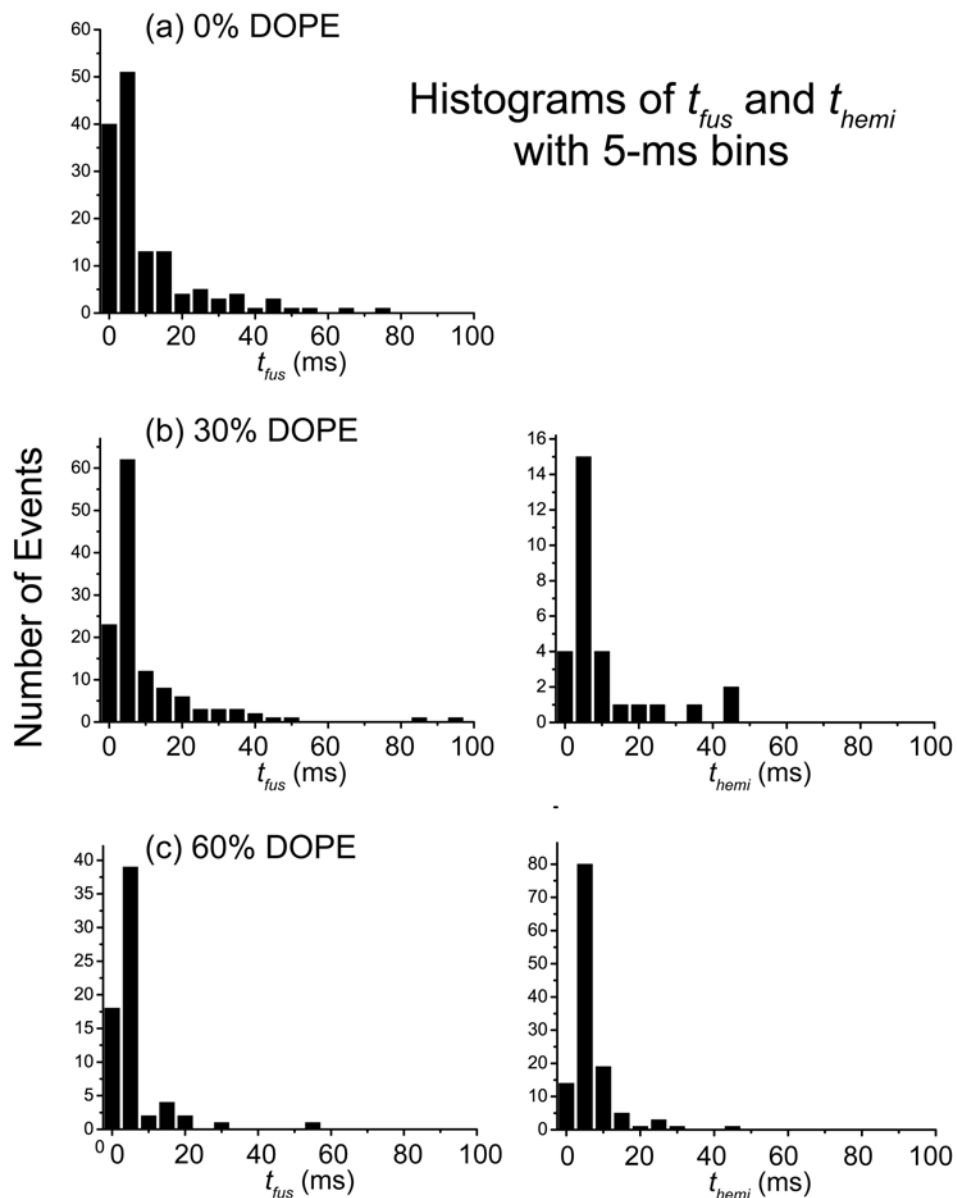 (a) 0% DOPE
Histograms of t_fus and t_hemi
with 5-ms bins
60
50
40
30
20
10
0
0 20 40 60 80 100
t_fus (ms)
Number of Events
(b) 30% DOPE
60
50
40
30
20
10
0
0 20 40 60 80 100
t_fus (ms)
16
14
12
10
8
6
4
2
0
0 20 40 60 80 100
t_hemi (ms)
(c) 60% DOPE
40
35
30
25
20
15
10
5
0
0 20 40 60 80 100
t_fus (ms)
80
70
60
50
40
30
20
10
0
0 20 40 60 80 100
t_hemi (ms)